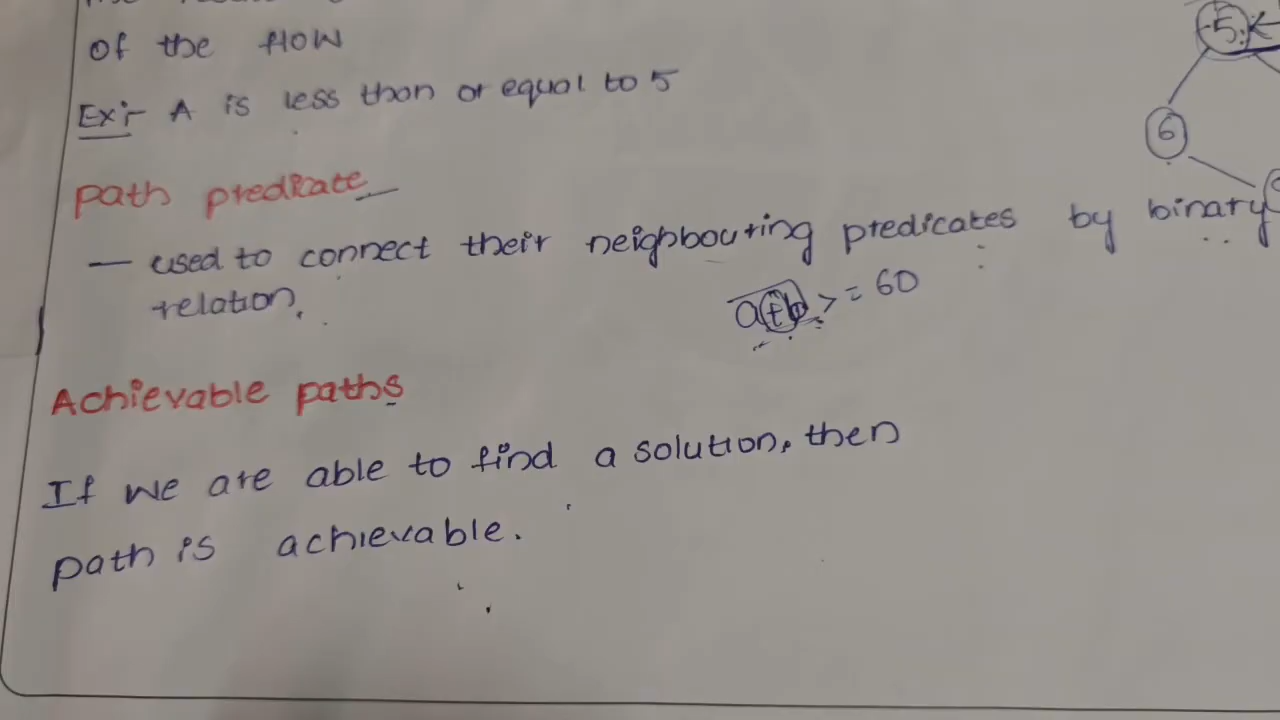 of the flow
Ex:- A is less than or equal to 5
5
6
path predicate
— used to connect their neighbouring predicates by binary
relation.
a+b >= 60
Achievable paths
If we are able to find a solution, then
path is achievable.